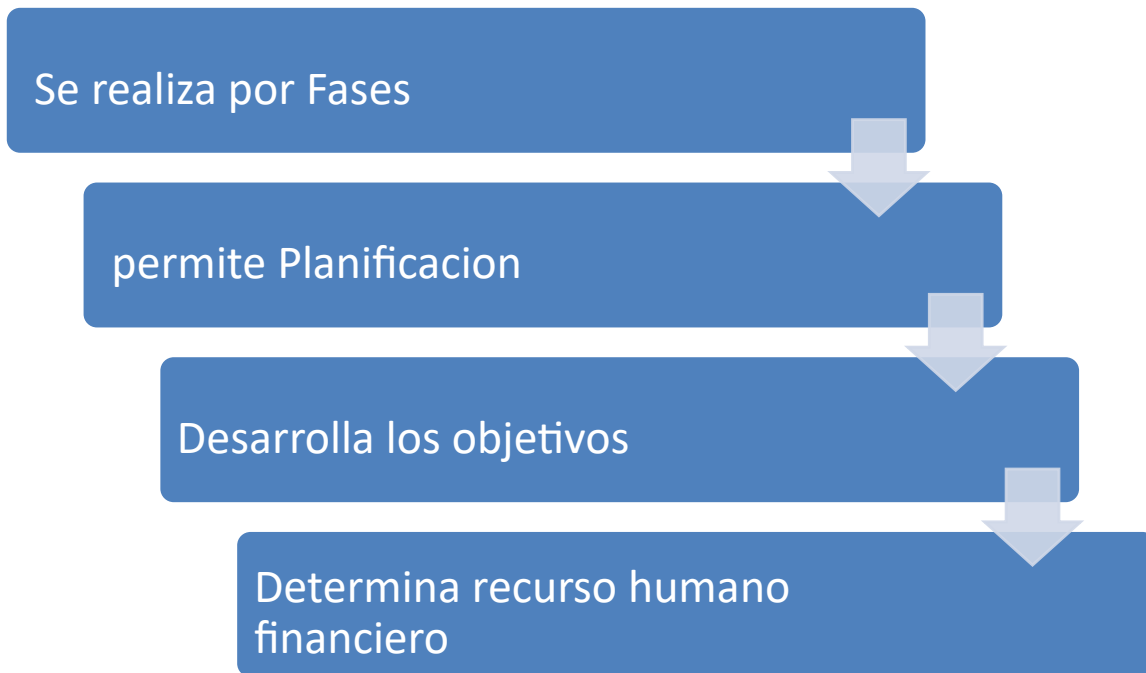 Se realiza por Fases
permite Planificacion
Desarrolla los objetivos
Determina recurso humano
financiero